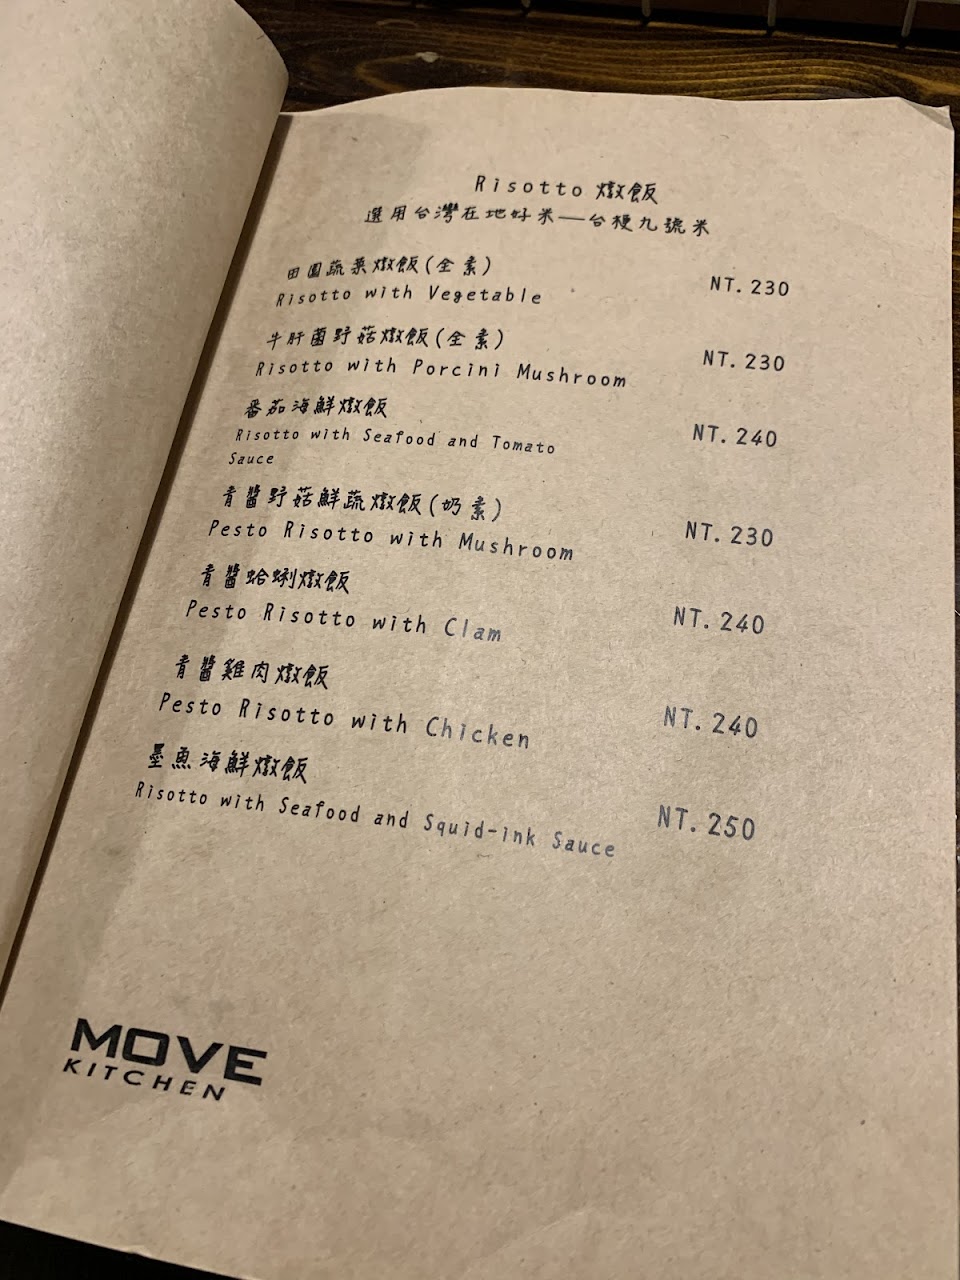 Risotto 燉飯
選用台灣在地好米——台梗九號米
田園蔬菜燉飯(全素)
NT. 230
Risotto with Vegetable
牛肝菌野菇燉飯(全素)
NT. 230
Risotto with Porcini Mushroom
番茄海鮮燉飯
NT. 240
Risotto with Seafood and Tomato
Sauce
青醬野菇鮮蔬燉飯(奶素)
NT. 230
Pesto Risotto with Mushroom
青醬蛤蜊燉飯
NT. 240
Pesto Risotto with Clam
青醬雞肉燉飯
NT. 240
Pesto Risotto with Chicken
墨魚海鮮燉飯
NT. 250
Risotto with Seafood and Squid-ink Sauce
MOVE
KITCHEN